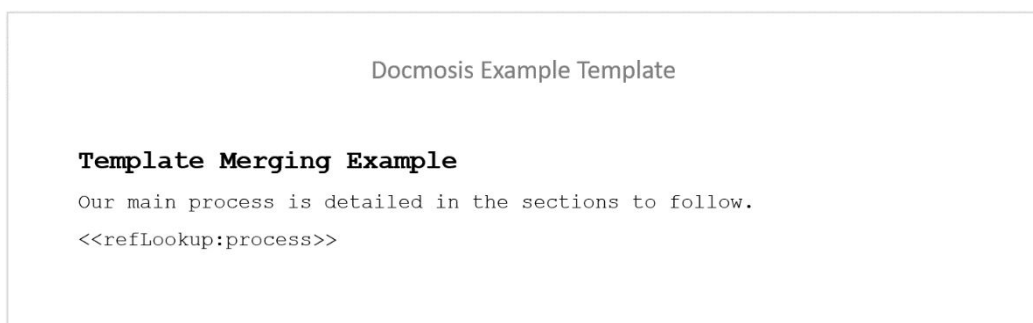 Docmosis Example Template
Template Merging Example
Our main process is detailed in the sections to follow.
<<refLookup:process>>